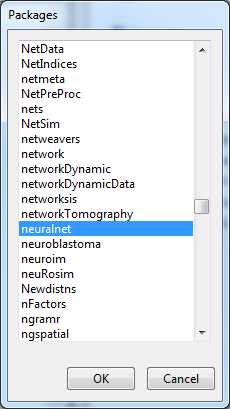 Packages
NetData
NetIndices
netmeta
NetPreProc
nets
NetSim
netweavers
network
networkDynamic
networkDynamicData
networksis
networkTomography
neuralnet
neuroblastoma
neuroim
neuRosim
Newdistns
nFactors
ngramr
ngspatial
OK
Cancel